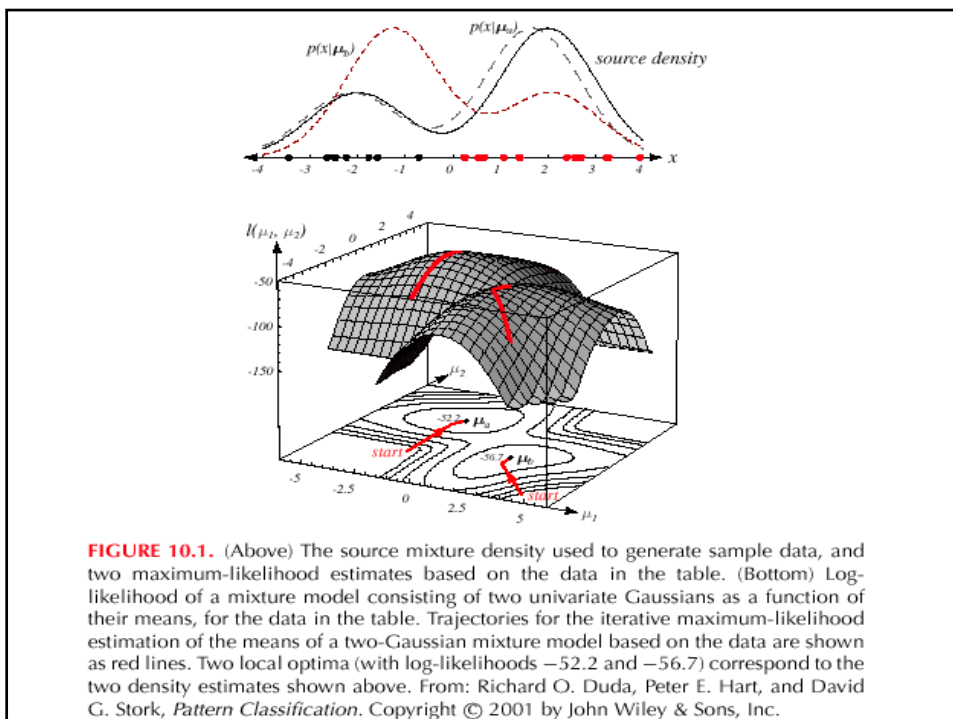 p(x|μb)
p(x|μa)
source density
-4 -3 -2 -1 0 1 2 3 4 x
l(μ1, μ2)
-4 -2 0 2 4
-50
-100
-150
μ2
-52.2 μa
start
-56.7 μb
start
-5 -2.5 0 2.5 5 μ1
FIGURE 10.1. (Above) The source mixture density used to generate sample data, and
two maximum-likelihood estimates based on the data in the table. (Bottom) Log-
likelihood of a mixture model consisting of two univariate Gaussians as a function of
their means, for the data in the table. Trajectories for the iterative maximum-likelihood
estimation of the means of a two-Gaussian mixture model based on the data are shown
as red lines. Two local optima (with log-likelihoods −52.2 and −56.7) correspond to the
two density estimates shown above. From: Richard O. Duda, Peter E. Hart, and David
G. Stork, Pattern Classification. Copyright © 2001 by John Wiley & Sons, Inc.